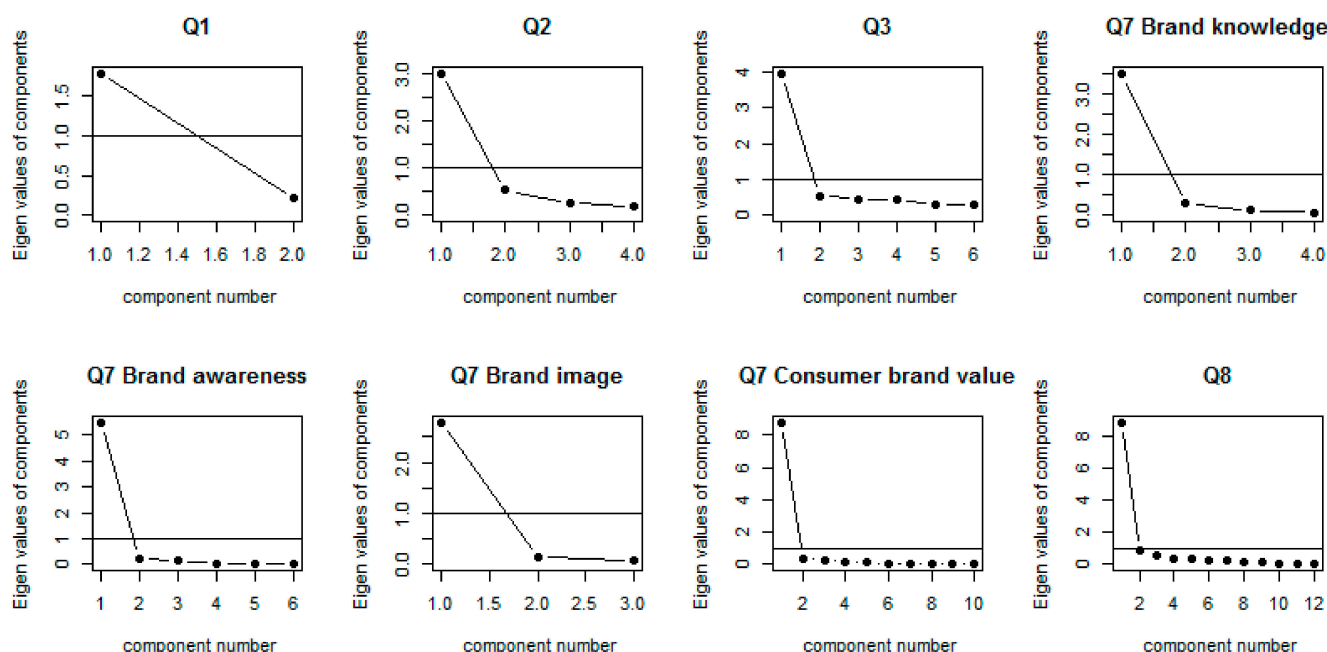 Q1
Eigen values of components
0.0 0.5 1.0 1.5
1.0 1.2 1.4 1.6 1.8 2.0
component number
Q2
Eigen values of components
0.0 1.0 2.0 3.0
1.0 2.0 3.0 4.0
component number
Q3
Eigen values of components
0 1 2 3 4
1 2 3 4 5 6
component number
Q7 Brand knowledge
Eigen values of components
0.0 1.0 2.0 3.0
1.0 2.0 3.0 4.0
component number
Q7 Brand awareness
Eigen values of components
0 1 2 3 4 5
1 2 3 4 5 6
component number
Q7 Brand image
Eigen values of components
0.0 1.0 2.0
1.0 1.5 2.0 2.5 3.0
component number
Q7 Consumer brand value
Eigen values of components
0 2 4 6 8
2 4 6 8 10
component number
Q8
Eigen values of components
0 2 4 6 8
2 4 6 8 10 12
component number